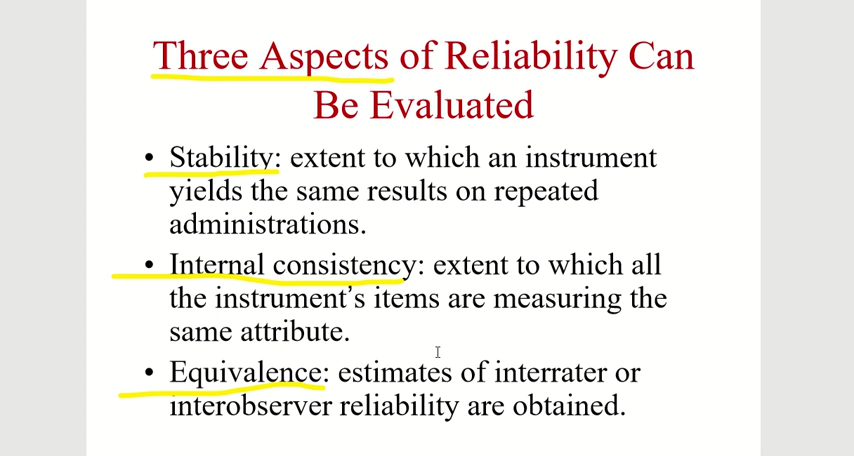 Three Aspects of Reliability Can
Be Evaluated
• Stability: extent to which an instrument
yields the same results on repeated
administrations.
• Internal consistency: extent to which all
the instrument’s items are measuring the
same attribute.
• Equivalence: estimates of interrater or
interobserver reliability are obtained.